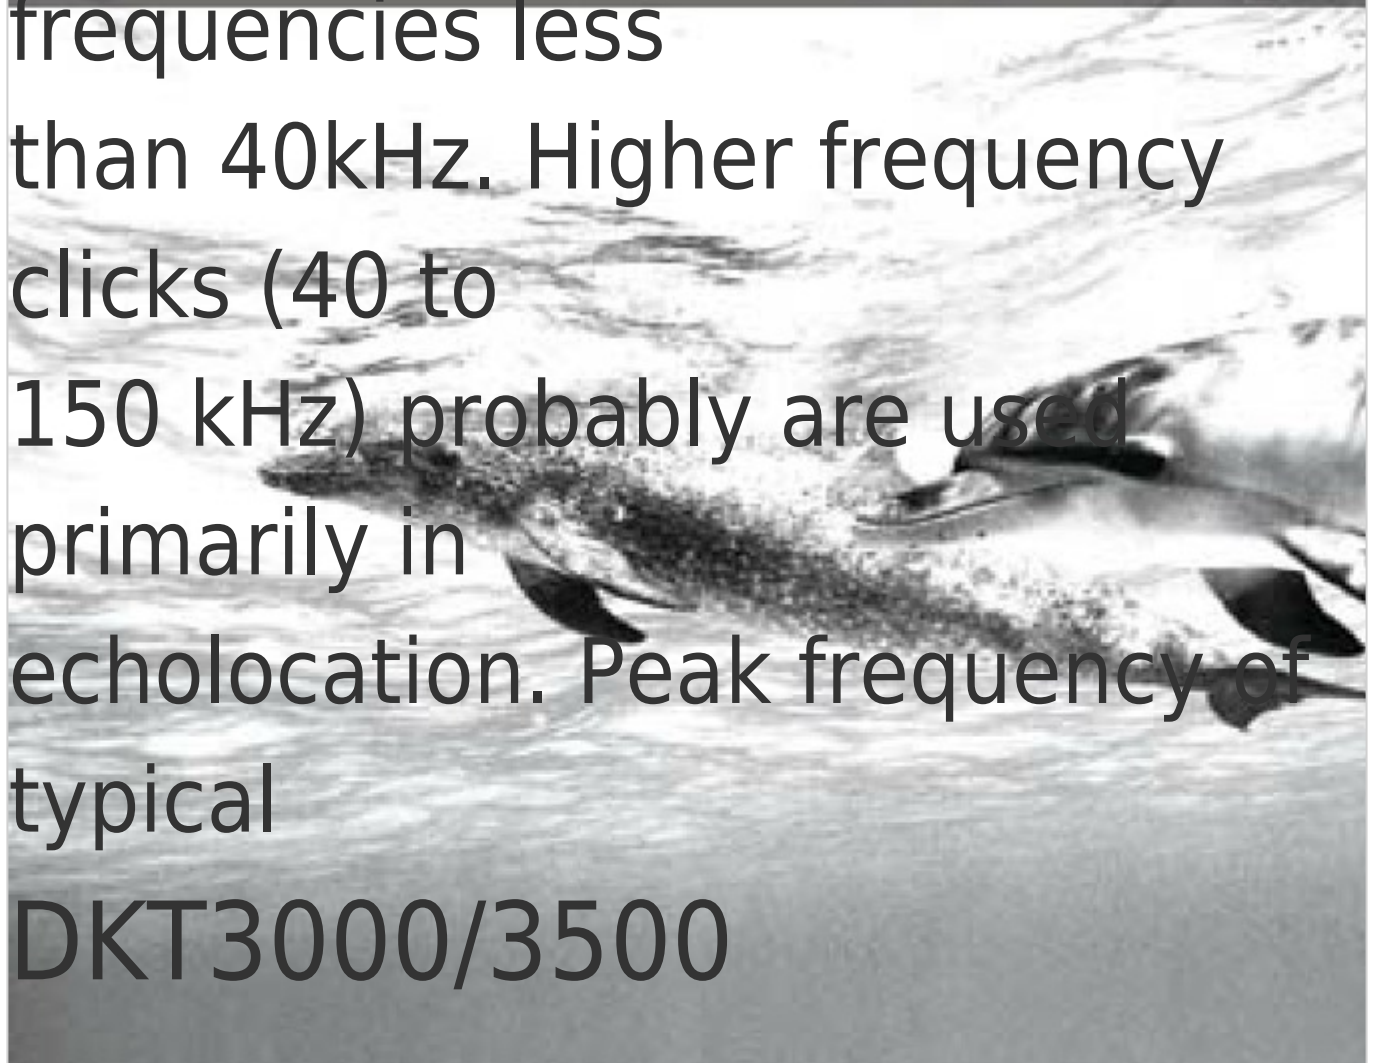 frequencies less
than 40kHz. Higher frequency
clicks (40 to
150 kHz) probably are used
primarily in
echolocation. Peak frequency of
typical
DKT3000/3500